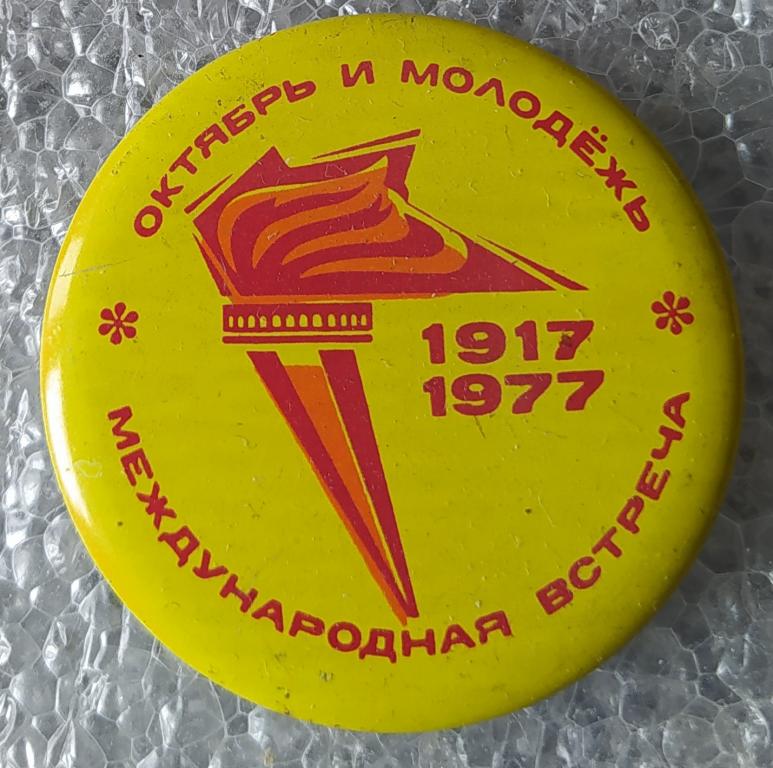 ОКТЯБРЬ И МОЛОДЁЖЬ
1917
1977
МЕЖДУНАРОДНАЯ ВСТРЕЧА